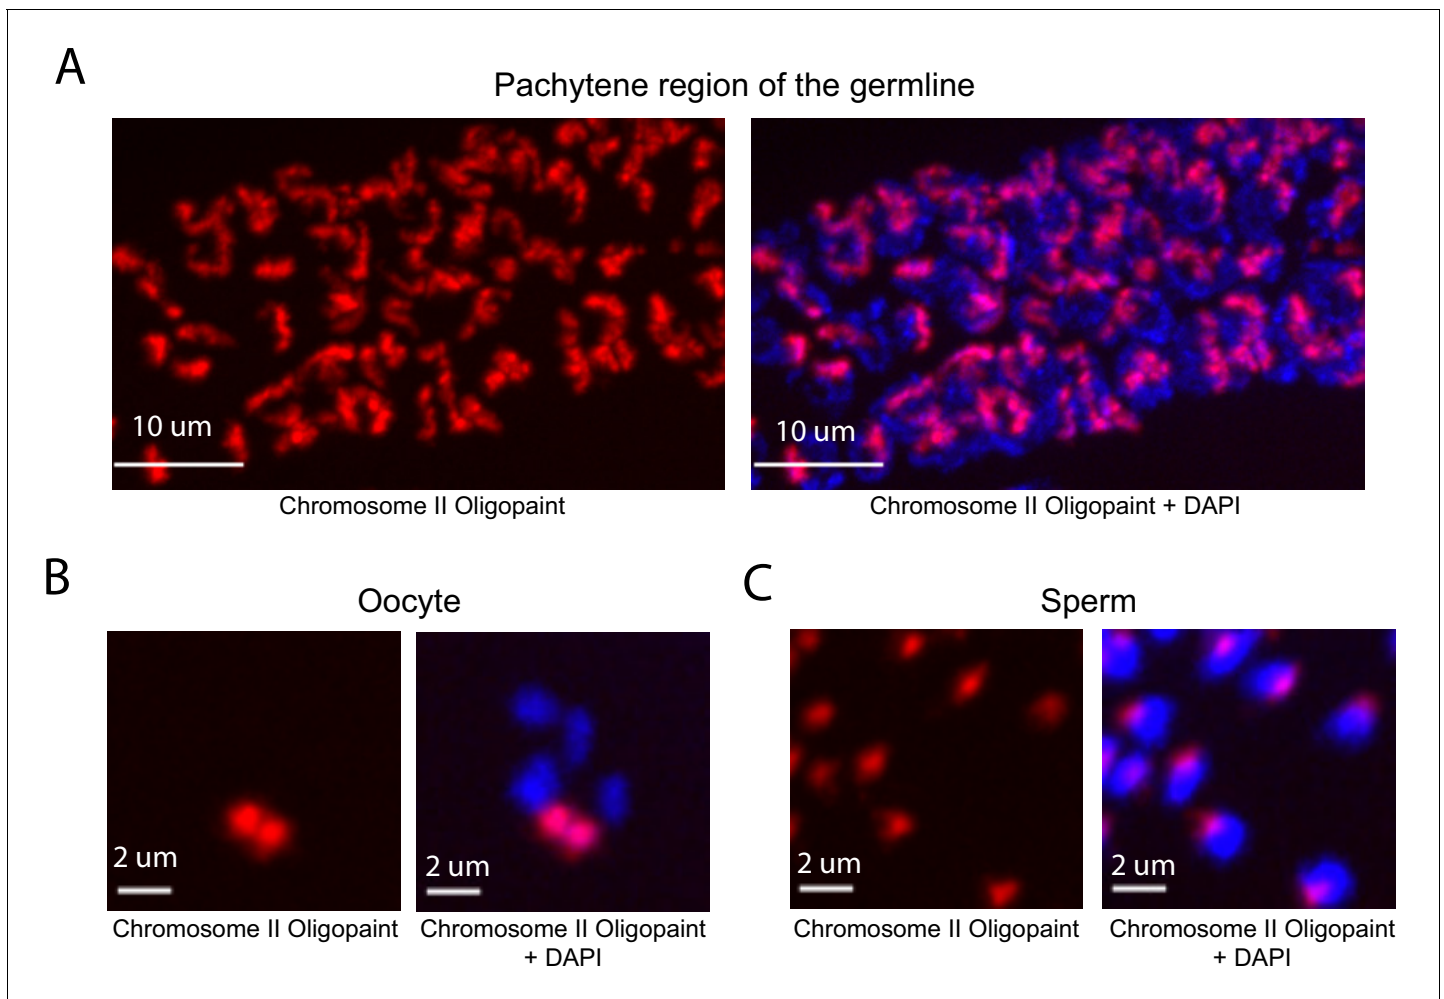 A
Pachytene region of the germline
10 um
10 um
Chromosome II Oligopaint
Chromosome II Oligopaint + DAPI
B
Oocyte
2 um
2 um
Chromosome II Oligopaint
Chromosome II Oligopaint
+ DAPI
C
Sperm
2 um
2 um
Chromosome II Oligopaint
Chromosome II Oligopaint
+ DAPI